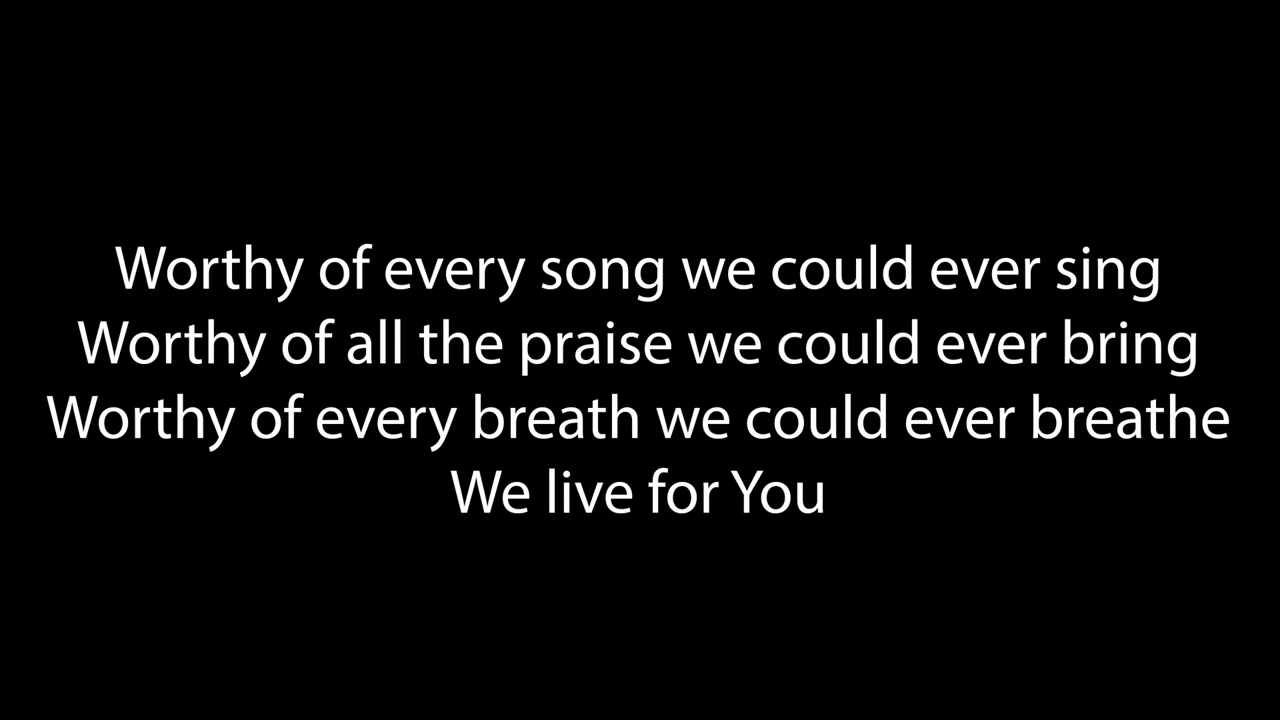 Worthy of every song we could ever sing
Worthy of all the praise we could ever bring
Worthy of every breath we could ever breathe
We live for You